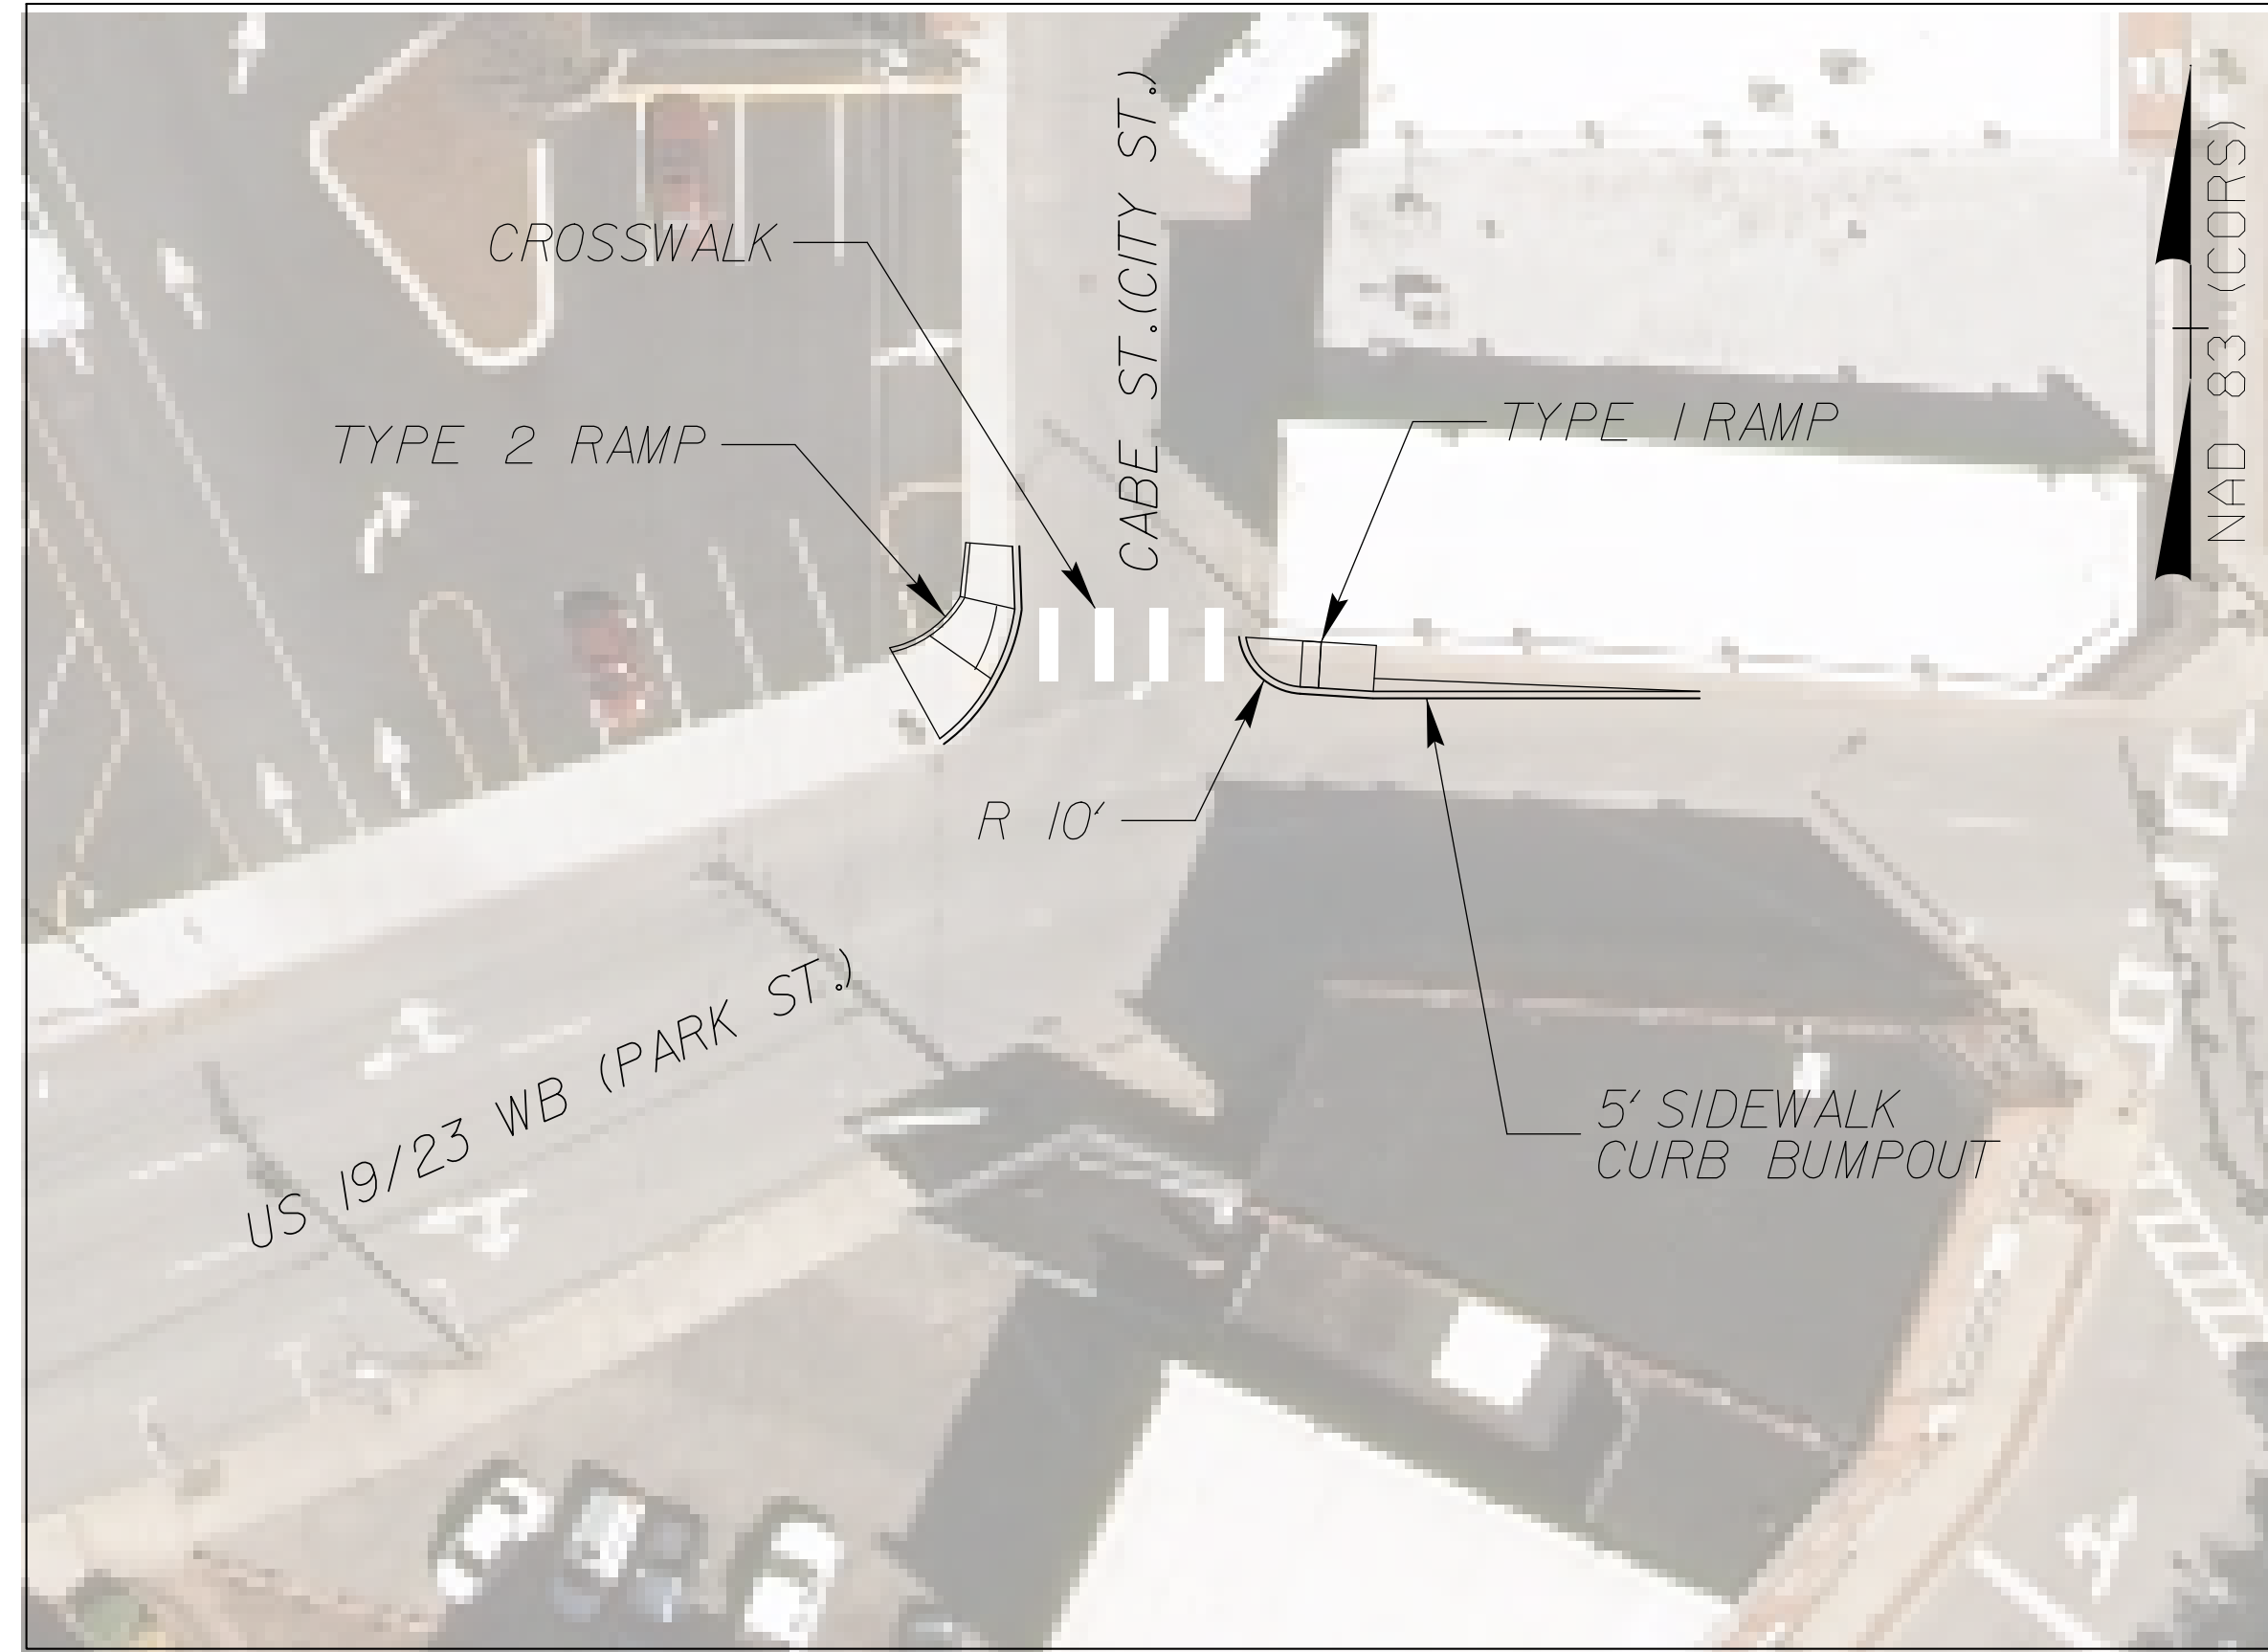 CROSSWALK
CABE ST.(CITY ST.)
NAD 83 (CORS)
TYPE 2 RAMP
TYPE 1 RAMP
R 10'
US 19/23 WB (PARK ST.)
5' SIDEWALK
CURB BUMPOUT